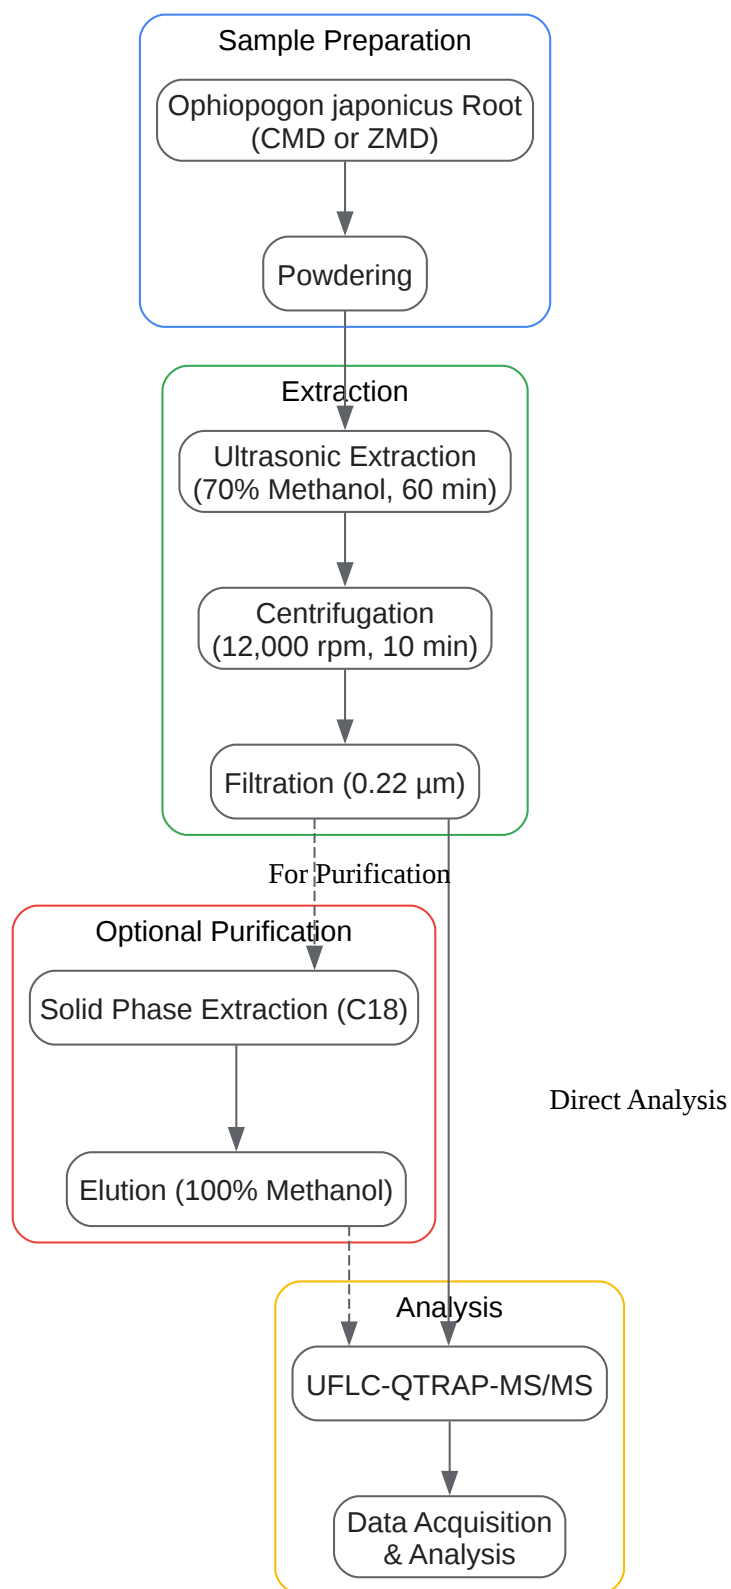 Sample Preparation
Ophiopogon japonicus Root
(CMD or ZMD)
Powdering
Extraction
Ultrasonic Extraction
(70% Methanol, 60 min)
Centrifugation
(12,000 rpm, 10 min)
Filtration (0.22 µm)
For Purification
Optional Purification
Solid Phase Extraction (C18)
Direct Analysis
Elution (100% Methanol)
Analysis
UFLC-QTRAP-MS/MS
Data Acquisition
& Analysis